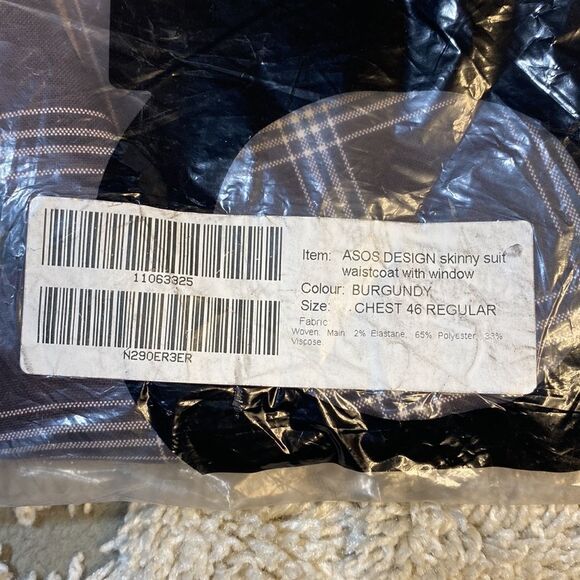 11063325
N290ER3ER
Item: ASOS DESIGN skinny suit
waistcoat with window
Colour: BURGUNDY
Size: . CHEST 46 REGULAR
Fabric:
Woven: Main: 2% Elastane, 65% Polyester, 33%
Viscose